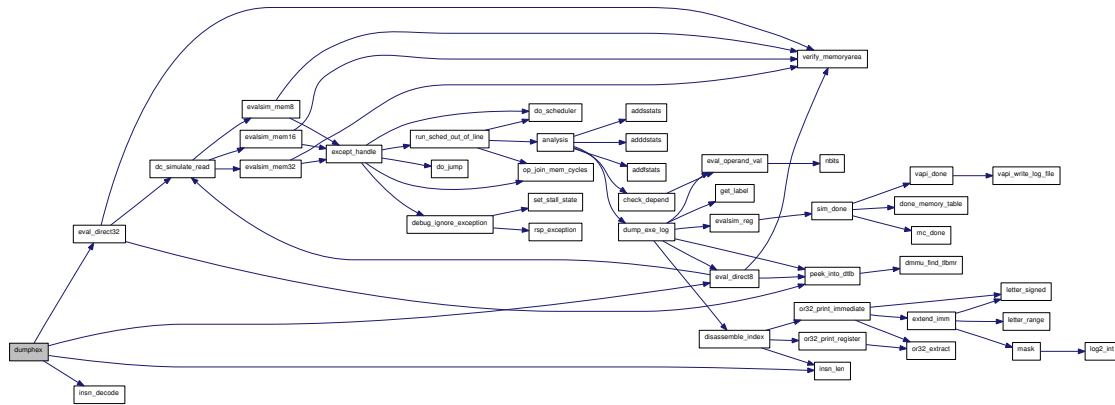 dumphex
eval_direct32
insn_decode
dc_simulate_read
evalsim_mem8
evalsim_mem16
evalsim_mem32
except_handle
run_sched_out_of_line
do_jump
debug_ignore_exception
do_scheduler
analysis
op_join_mem_cycles
set_stall_state
rsp_exception
addsstats
adddstats
addfstats
check_depend
dump_exe_log
verify_memoryarea
eval_operand_val
get_label
evalsim_reg
eval_direct8
disassemble_index
nbits
sim_done
peek_into_dtlb
or32_print_immediate
or32_print_register
insn_len
vapi_done
done_memory_table
mc_done
dmmu_find_tlbmr
extend_imm
or32_extract
vapi_write_log_file
letter_signed
letter_range
mask
log2_int